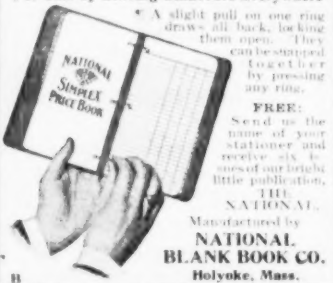 A slight pull on one ring
draws all back, locking
them open. They
can be snapped
together
by pressing
any ring.
NATIONAL
SIMPLEX
PRICE BOOK
FREE:
Send us the
name of your
stationer and
receive six is-
sues of our bright
little publication,
THE
NATIONAL.
Manufactured by
NATIONAL
BLANK BOOK CO.
Holyoke, Mass.
B